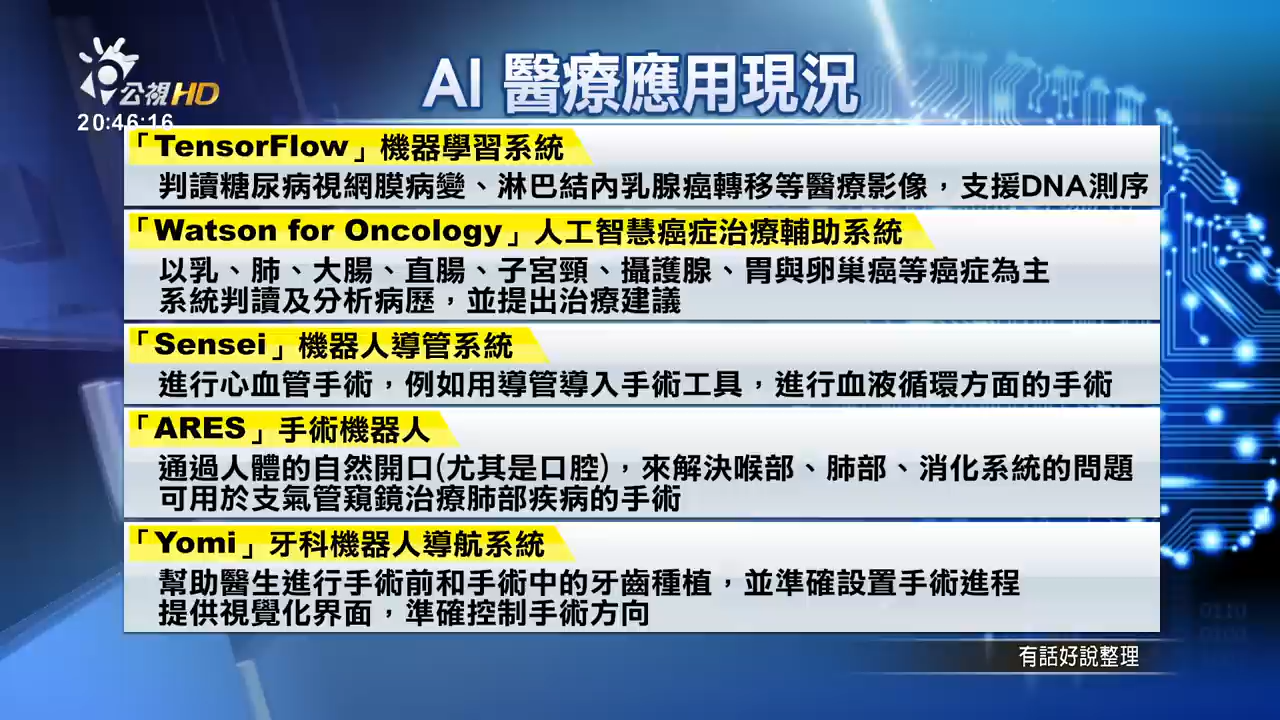 公視HD
20:46:16
AI 醫療應用現況
「TensorFlow」機器學習系統
判讀糖尿病視網膜病變、淋巴結內乳腺癌轉移等醫療影像，支援DNA測序
「Watson for Oncology」人工智慧癌症治療輔助系統
以乳、肺、大腸、直腸、子宮頸、攝護腺、胃與卵巢癌等癌症為主
系統判讀及分析病歷，並提出治療建議
「Sensei」機器人導管系統
進行心血管手術，例如用導管導入手術工具，進行血液循環方面的手術
「ARES」手術機器人
通過人體的自然開口(尤其是口腔)，來解決喉部、肺部、消化系統的問題
可用於支氣管窺鏡治療肺部疾病的手術
「Yomi」牙科機器人導航系統
幫助醫生進行手術前和手術中的牙齒種植，並準確設置手術進程
提供視覺化界面，準確控制手術方向
0110
有話好說整理